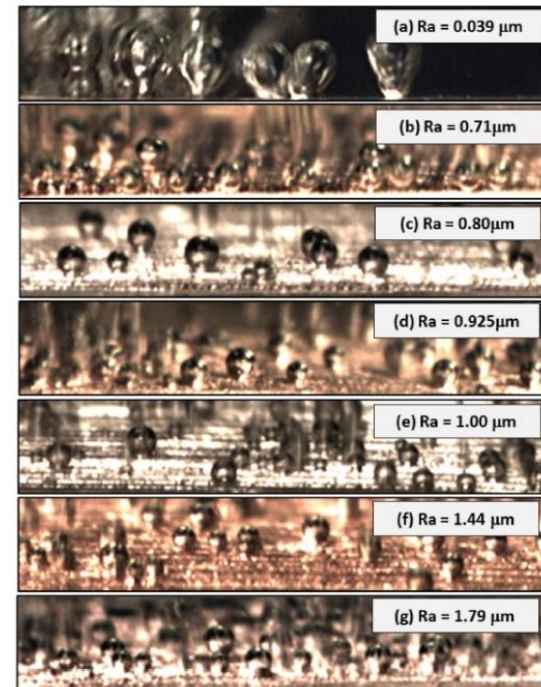 (a) Ra = 0.039 μm
(b) Ra = 0.71μm
(c) Ra = 0.80μm
(d) Ra = 0.925μm
(e) Ra = 1.00 μm
(f) Ra = 1.44 μm
(g) Ra = 1.79 μm